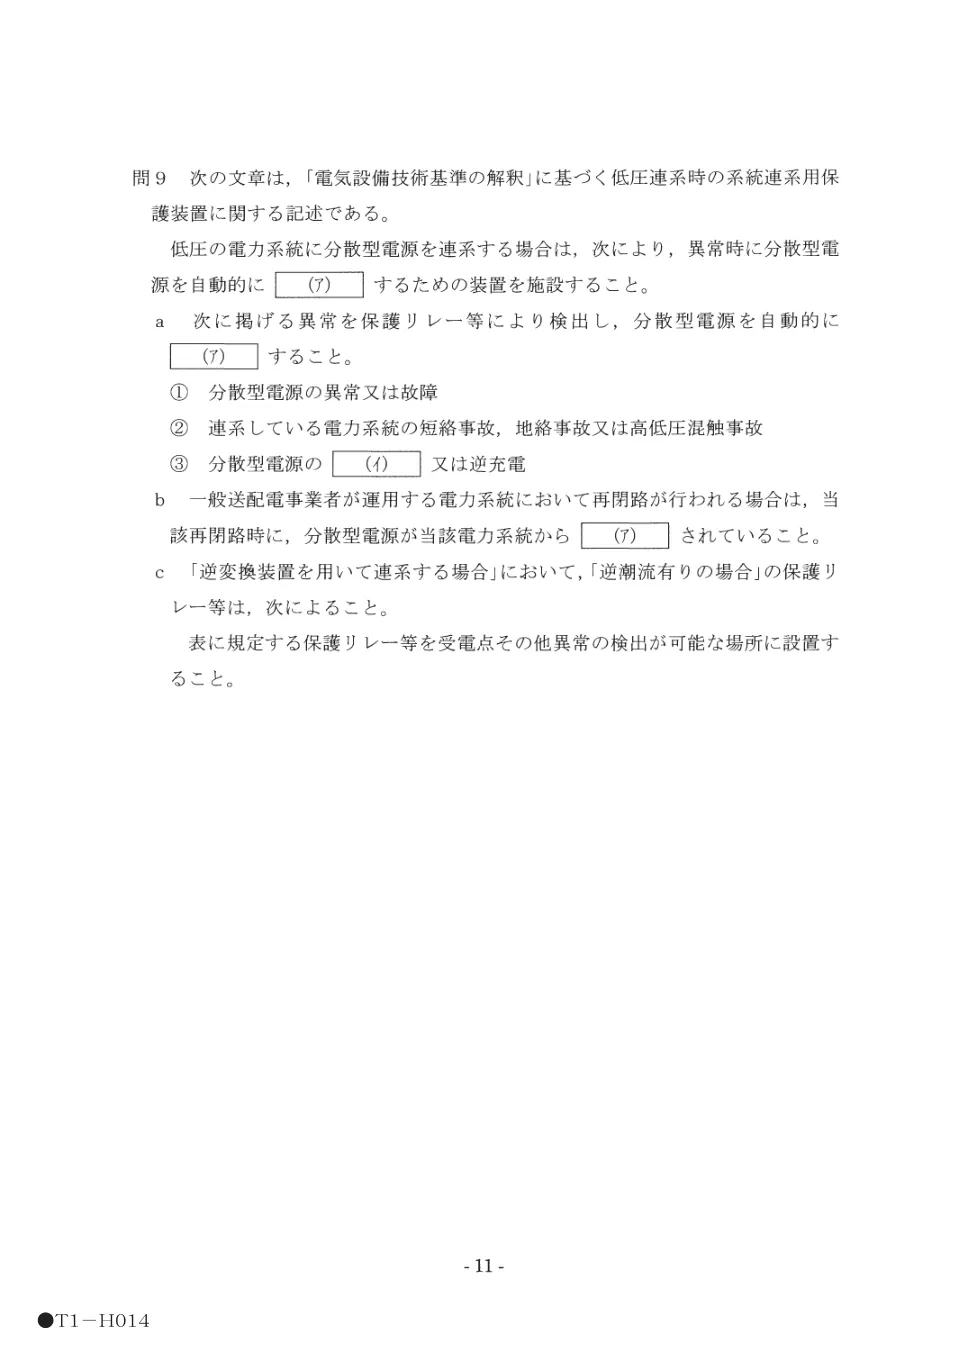 問９　次の文章は，「電気設備技術基準の解釈」に基づく低圧連系時の系統連系用保
護装置に関する記述である。
低圧の電力系統に分散型電源を連系する場合は，次により，異常時に分散型電
源を自動的に (ア) するための装置を施設すること。
a　次に掲げる異常を保護リレー等により検出し，分散型電源を自動的に
(ア) すること。
①　分散型電源の異常又は故障
②　連系している電力系統の短絡事故，地絡事故又は高低圧混触事故
③　分散型電源の (イ) 又は逆充電
b　一般送配電事業者が運用する電力系統において再閉路が行われる場合は，当
該再閉路時に，分散型電源が当該電力系統から (ア) されていること。
c　「逆変換装置を用いて連系する場合」において，「逆潮流有りの場合」の保護リ
レー等は，次によること。
表に規定する保護リレー等を受電点その他異常の検出が可能な場所に設置す
ること。
- 11 -
●T1－H014